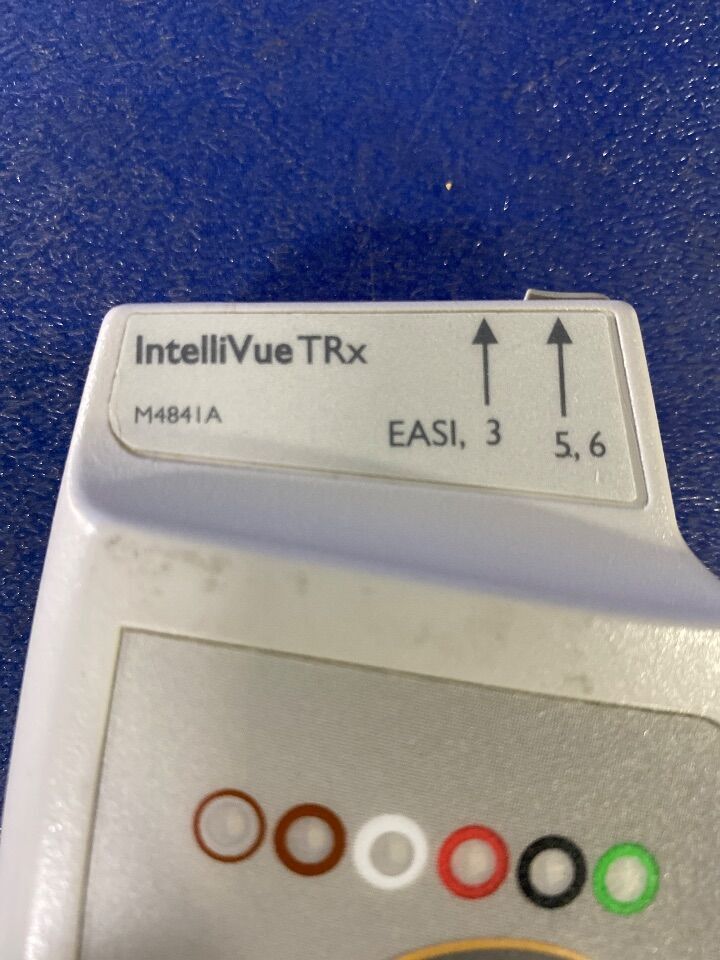 IntelliVue TRx
M4841A
EASI, 3 5, 6